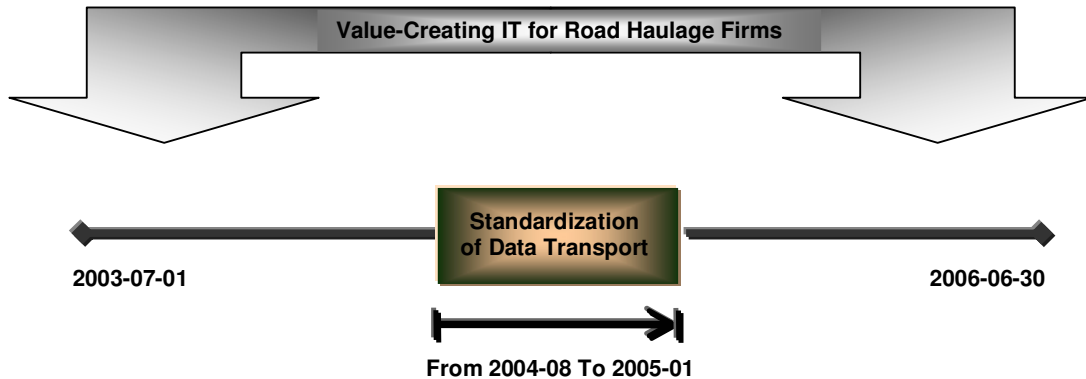 Value-Creating IT for Road Haulage Firms
Standardization
of Data Transport
2003-07-01
2006-06-30
From 2004-08 To 2005-01